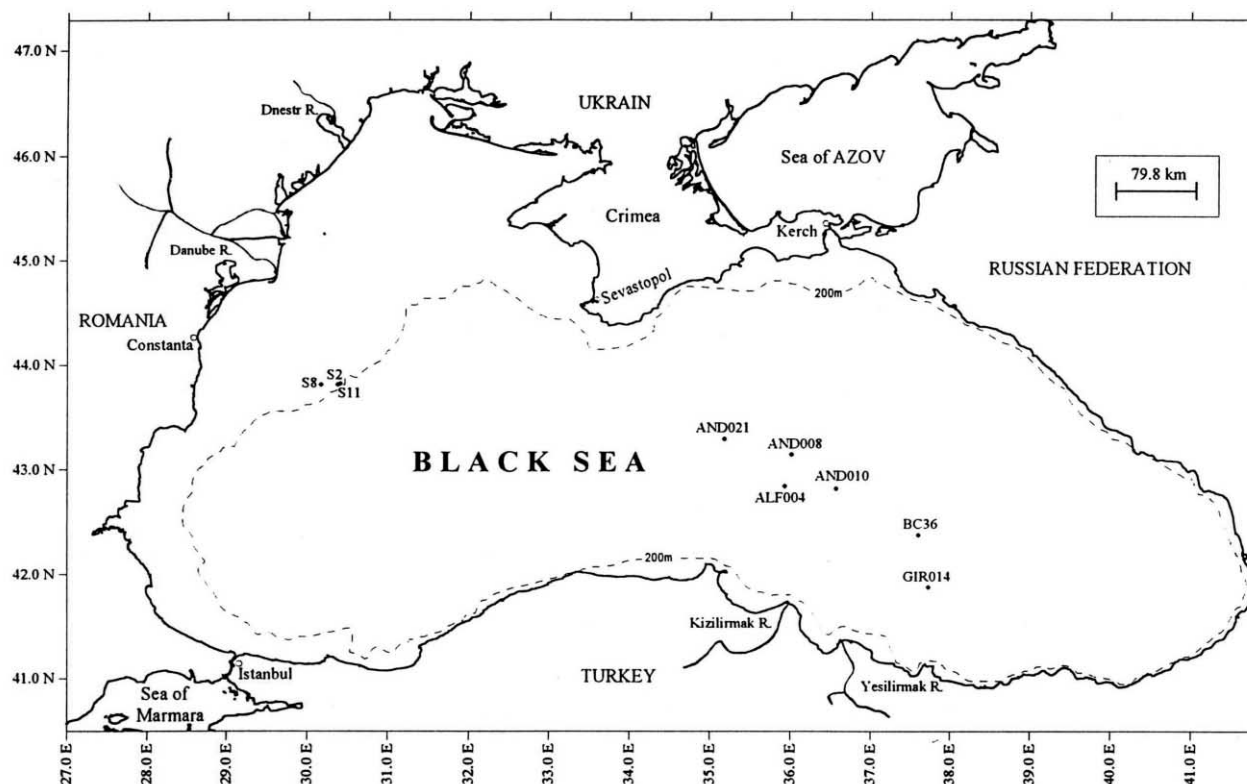 47.0 N
46.0 N
45.0 N
44.0 N
43.0 N
42.0 N
41.0 N
UKRAIN
Dnestr R.
Sea of AZOV
79.8 km
Crimea
Kerch
Danube R.
RUSSIAN FEDERATION
Sevastopol
200m
ROMANIA
Constanta
S8
S2
S11
AND021
AND008
BLACK SEA
AND010
ALF004
BC36
200m
GIR014
Kizilirmak R.
İstanbul
TURKEY
Yesilirmak R.
Sea of
Marmara
27.0 E
28.0 E
29.0 E
30.0 E
31.0 E
32.0 E
33.0 E
34.0 E
35.0 E
36.0 E
37.0 E
38.0 E
39.0 E
40.0 E
41.0 E